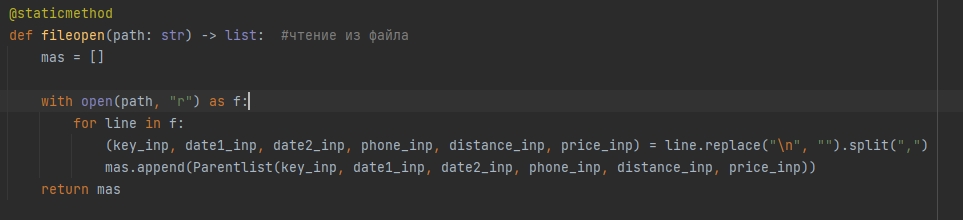 @staticmethod
def fileopen(path: str) -> list:  #чтение из файла
    mas = []

    with open(path, "r") as f:
        for line in f:
            (key_inp, date1_inp, date2_inp, phone_inp, distance_inp, price_inp) = line.replace("\n", "").split(",")
            mas.append(Parentlist(key_inp, date1_inp, date2_inp, phone_inp, distance_inp, price_inp))
    return mas